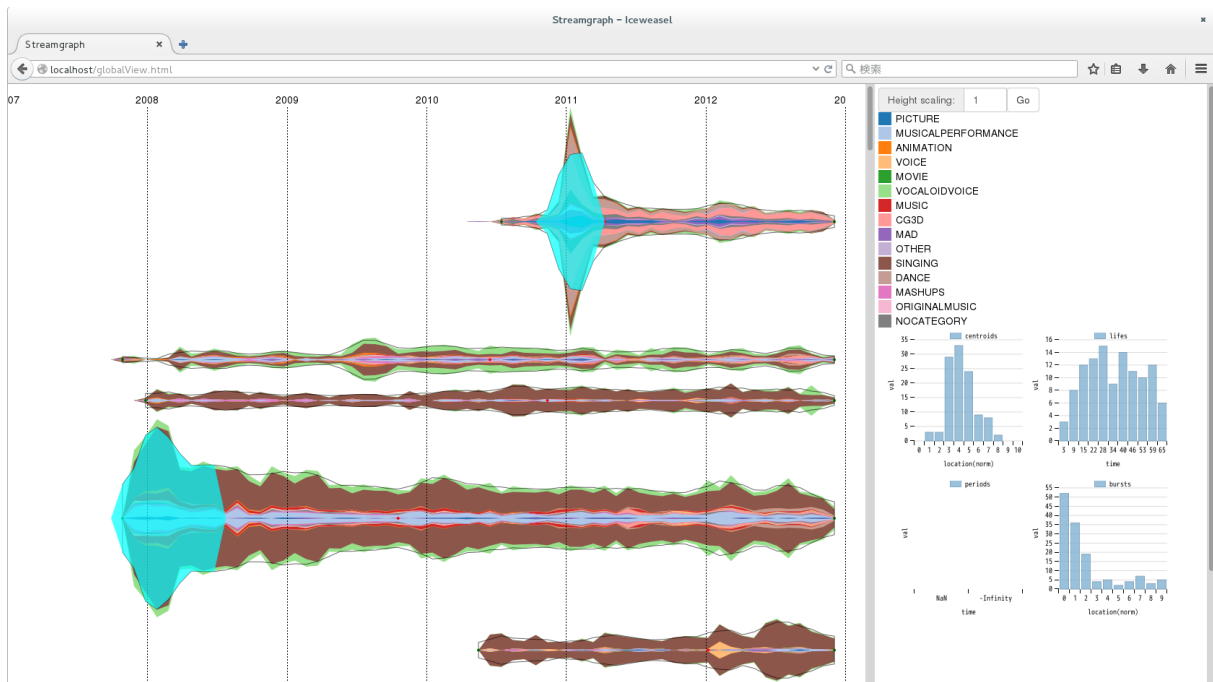 Streamgraph - Iceweasel
Streamgraph
localhost/globalView.html
検索
07 2008 2009 2010 2011 2012 20
Height scaling: 1 Go
PICTURE
MUSICALPERFORMANCE
ANIMATION
VOICE
MOVIE
VOCALOIDVOICE
MUSIC
CG3D
MAD
OTHER
SINGING
DANCE
MASHUPS
ORIGINALMUSIC
NOCATEGORY
centroids
35
30
25
20
15
10
5
0
val
0 1 2 3 4 5 6 7 8 9 10
location(norm)
lifes
16
14
12
10
8
6
4
2
0
val
3 9 15 22 28 34 40 46 53 59 65
time
periods
val
NaN -Infinity
time
bursts
55
50
45
40
35
30
25
20
15
10
5
0
val
0 1 2 3 4 5 6 7 8 9
location(norm)